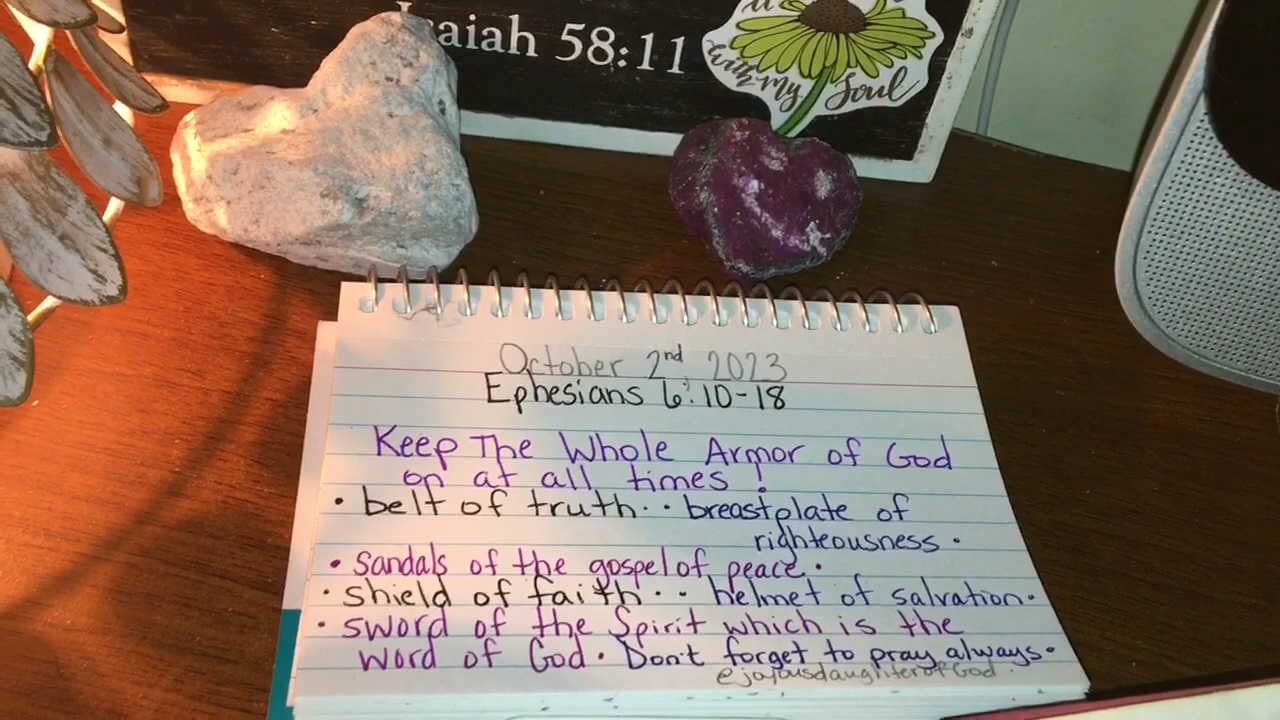 Isaiah 58:11
it is
with my Soul
October 2nd 2023
Ephesians 6:10-18
Keep The Whole Armor of God
on at all times!
• belt of truth • • breastplate of
righteousness •
• sandals of the gospel of peace •
• shield of faith • • helmet of salvation •
• sword of the Spirit which is the
word of God • Don't forget to pray always •
@joyousdaughterofGod